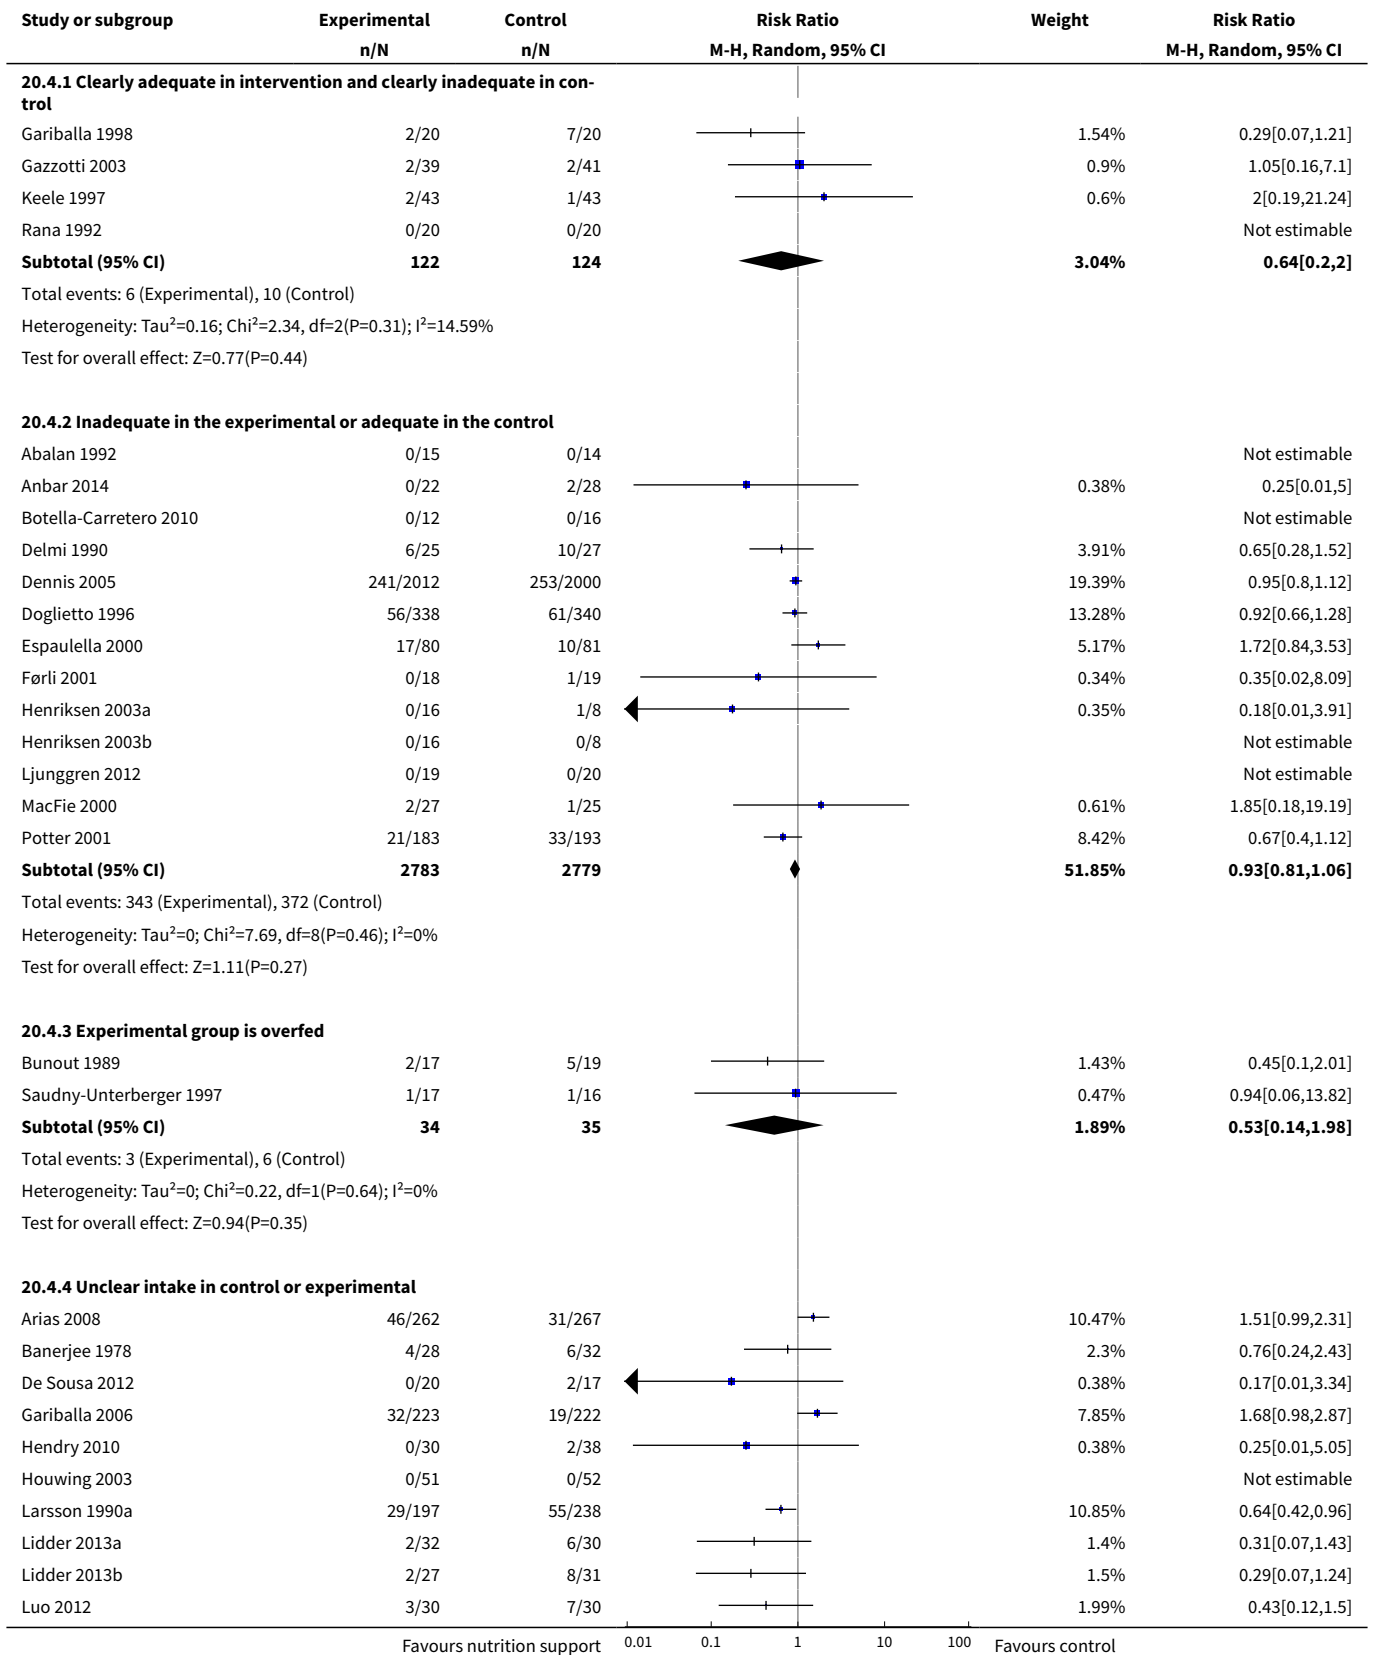 Study or subgroup Experimental Control Risk Ratio Weight Risk Ratio
n/N n/N M-H, Random, 95% CI M-H, Random, 95% CI
20.4.1 Clearly adequate in intervention and clearly inadequate in con-
trol
Gariballa 1998 2/20 7/20 1.54% 0.29[0.07,1.21]
Gazzotti 2003 2/39 2/41 0.9% 1.05[0.16,7.1]
Keele 1997 2/43 1/43 0.6% 2[0.19,21.24]
Rana 1992 0/20 0/20 Not estimable
Subtotal (95% CI) 122 124 3.04% 0.64[0.2,2]
Total events: 6 (Experimental), 10 (Control)
Heterogeneity: Tau²=0.16; Chi²=2.34, df=2(P=0.31); I²=14.59%
Test for overall effect: Z=0.77(P=0.44)
20.4.2 Inadequate in the experimental or adequate in the control
Abalan 1992 0/15 0/14 Not estimable
Anbar 2014 0/22 2/28 0.38% 0.25[0.01,5]
Botella-Carretero 2010 0/12 0/16 Not estimable
Delmi 1990 6/25 10/27 3.91% 0.65[0.28,1.52]
Dennis 2005 241/2012 253/2000 19.39% 0.95[0.8,1.12]
Doglietto 1996 56/338 61/340 13.28% 0.92[0.66,1.28]
Espaulella 2000 17/80 10/81 5.17% 1.72[0.84,3.53]
Førli 2001 0/18 1/19 0.34% 0.35[0.02,8.09]
Henriksen 2003a 0/16 1/8 0.35% 0.18[0.01,3.91]
Henriksen 2003b 0/16 0/8 Not estimable
Ljunggren 2012 0/19 0/20 Not estimable
MacFie 2000 2/27 1/25 0.61% 1.85[0.18,19.19]
Potter 2001 21/183 33/193 8.42% 0.67[0.4,1.12]
Subtotal (95% CI) 2783 2779 51.85% 0.93[0.81,1.06]
Total events: 343 (Experimental), 372 (Control)
Heterogeneity: Tau²=0; Chi²=7.69, df=8(P=0.46); I²=0%
Test for overall effect: Z=1.11(P=0.27)
20.4.3 Experimental group is overfed
Bunout 1989 2/17 5/19 1.43% 0.45[0.1,2.01]
Saudny-Unterberger 1997 1/17 1/16 0.47% 0.94[0.06,13.82]
Subtotal (95% CI) 34 35 1.89% 0.53[0.14,1.98]
Total events: 3 (Experimental), 6 (Control)
Heterogeneity: Tau²=0; Chi²=0.22, df=1(P=0.64); I²=0%
Test for overall effect: Z=0.94(P=0.35)
20.4.4 Unclear intake in control or experimental
Arias 2008 46/262 31/267 10.47% 1.51[0.99,2.31]
Banerjee 1978 4/28 6/32 2.3% 0.76[0.24,2.43]
De Sousa 2012 0/20 2/17 0.38% 0.17[0.01,3.34]
Gariballa 2006 32/223 19/222 7.85% 1.68[0.98,2.87]
Hendry 2010 0/30 2/38 0.38% 0.25[0.01,5.05]
Houwing 2003 0/51 0/52 Not estimable
Larsson 1990a 29/197 55/238 10.85% 0.64[0.42,0.96]
Lidder 2013a 2/32 6/30 1.4% 0.31[0.07,1.43]
Lidder 2013b 2/27 8/31 1.5% 0.29[0.07,1.24]
Luo 2012 3/30 7/30 1.99% 0.43[0.12,1.5]
Favours nutrition support 0.01 0.1 1 10 100 Favours control